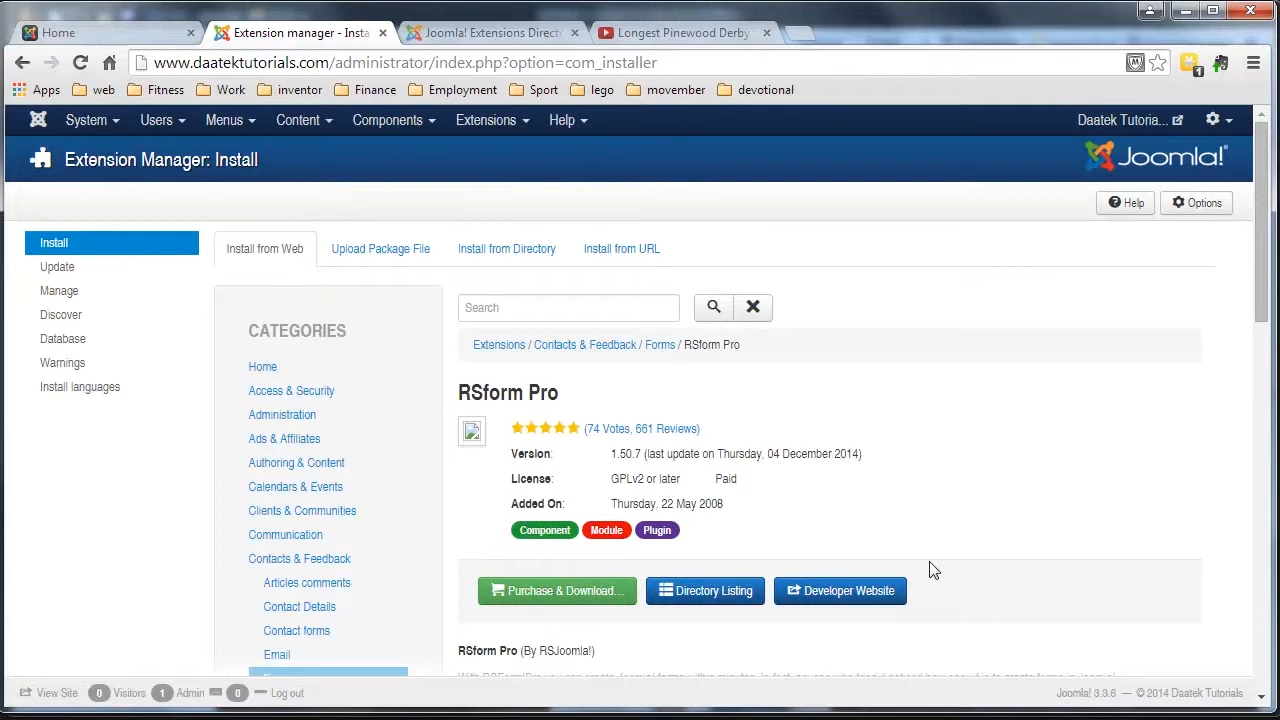 Home
Extension manager - Insta
Joomla! Extensions Direct
Longest Pinewood Derby
www.daatektutorials.com/administrator/index.php?option=com_installer
Apps web Fitness Work inventor Finance Employment Sport lego movember devotional
System Users Menus Content Components Extensions Help Daatek Tutoria...
Extension Manager: Install
Joomla!
Help Options
Install
Update
Manage
Discover
Database
Warnings
Install languages
Install from Web Upload Package File Install from Directory Install from URL
CATEGORIES
Home
Access & Security
Administration
Ads & Affiliates
Authoring & Content
Calendars & Events
Clients & Communities
Communication
Contacts & Feedback
Articles comments
Contact Details
Contact forms
Email
Search
Extensions / Contacts & Feedback / Forms / RSform Pro
RSform Pro
(74 Votes, 661 Reviews)
Version: 1.50.7 (last update on Thursday, 04 December 2014)
License: GPLv2 or later Paid
Added On: Thursday, 22 May 2008
Component Module Plugin
Purchase & Download... Directory Listing Developer Website
RSform Pro (By RSJoomla!)
View Site 0 Visitors 1 Admin 0 Log out
Joomla! 3.3.6 — © 2014 Daatek Tutorials